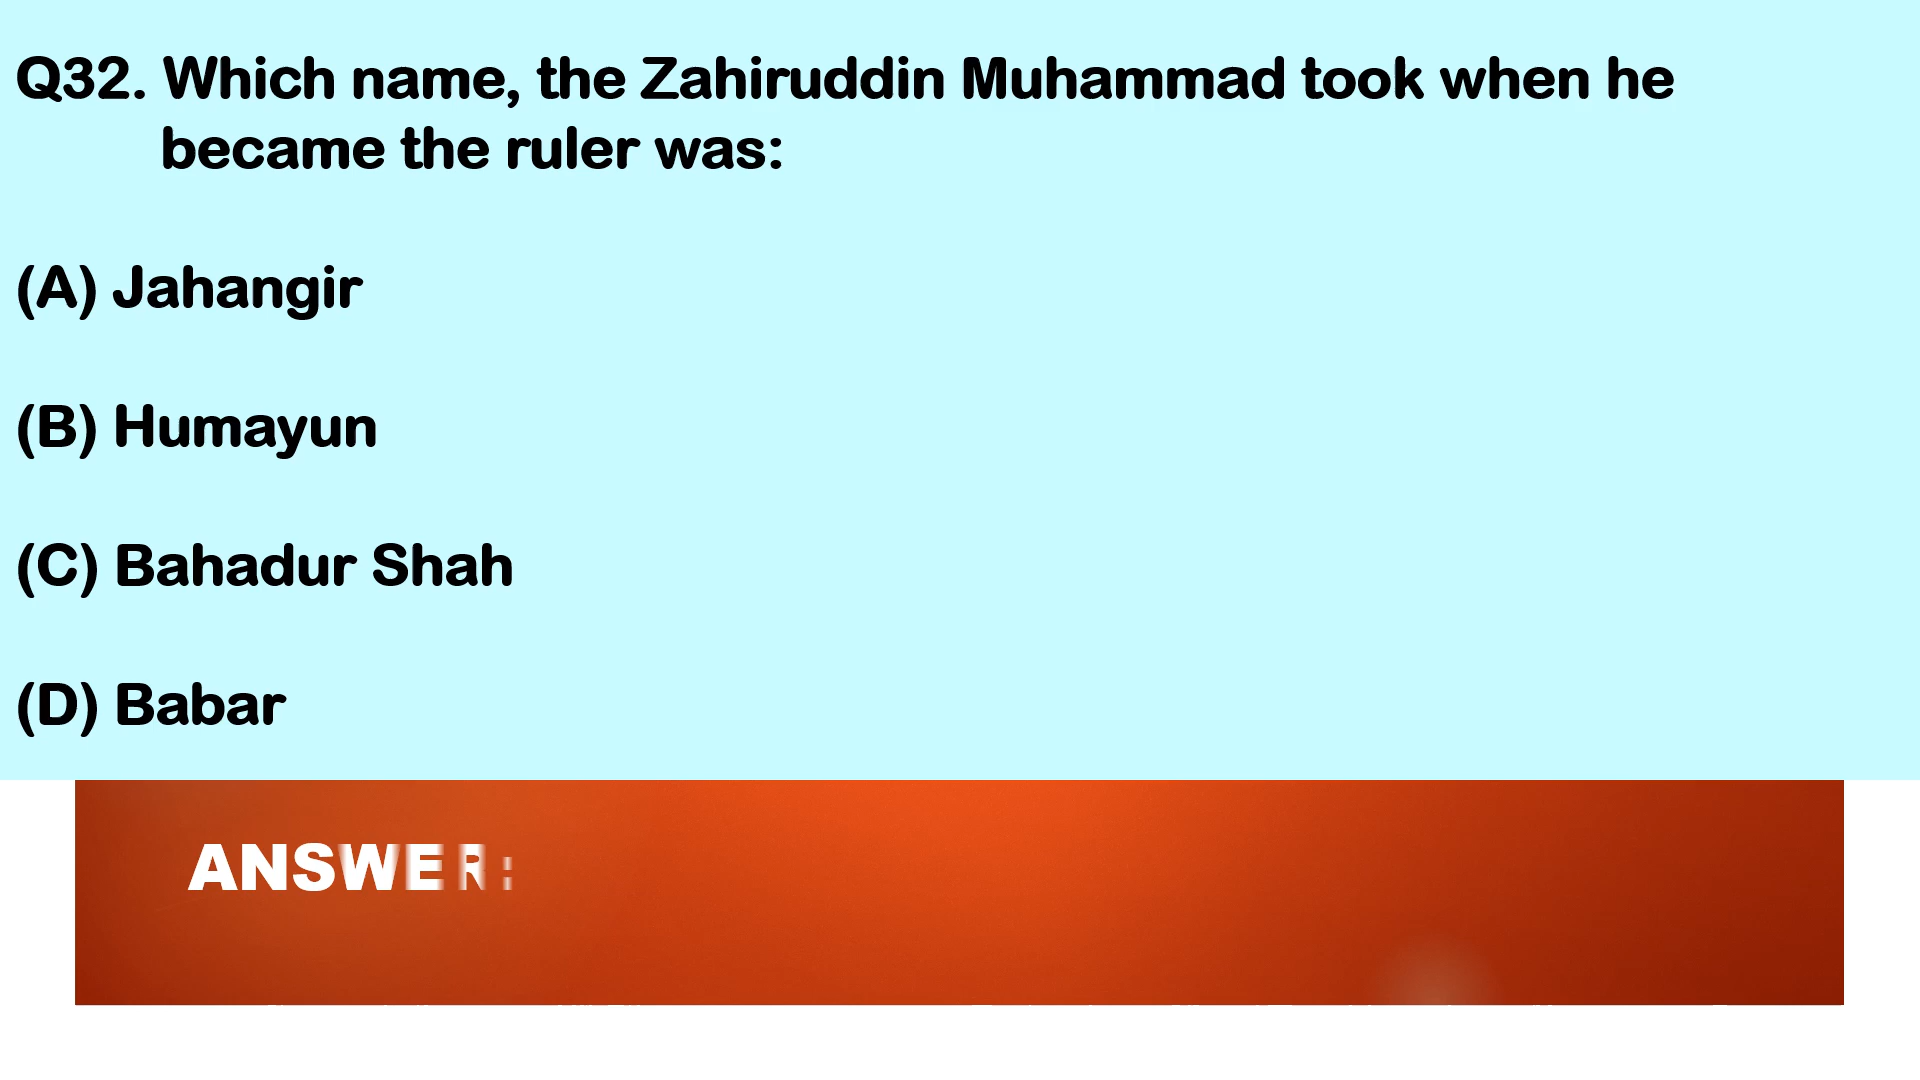 Q32. Which name, the Zahiruddin Muhammad took when he
became the ruler was:
(A) Jahangir
(B) Humayun
(C) Bahadur Shah
(D) Babar
ANSWER: